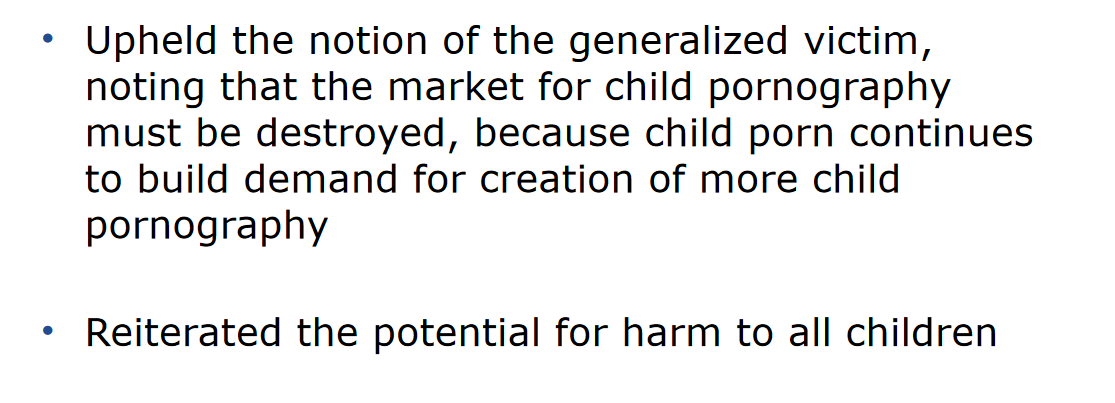 • Upheld the notion of the generalized victim,
noting that the market for child pornography
must be destroyed, because child porn continues
to build demand for creation of more child
pornography
• Reiterated the potential for harm to all children